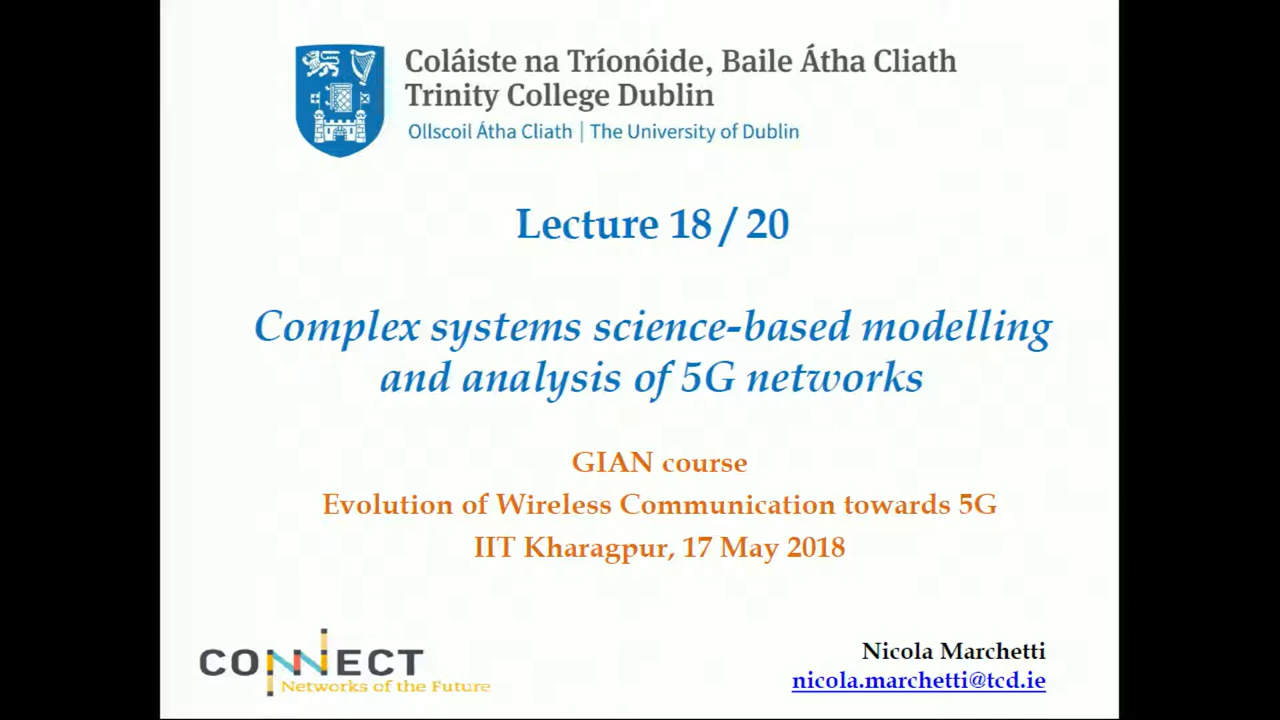 Coláiste na Tríonóide, Baile Átha Cliath
Trinity College Dublin
Ollscoil Átha Cliath | The University of Dublin
Lecture 18 / 20
Complex systems science-based modelling
and analysis of 5G networks
GIAN course
Evolution of Wireless Communication towards 5G
IIT Kharagpur, 17 May 2018
CONNECT
Networks of the Future
Nicola Marchetti
nicola.marchetti@tcd.ie